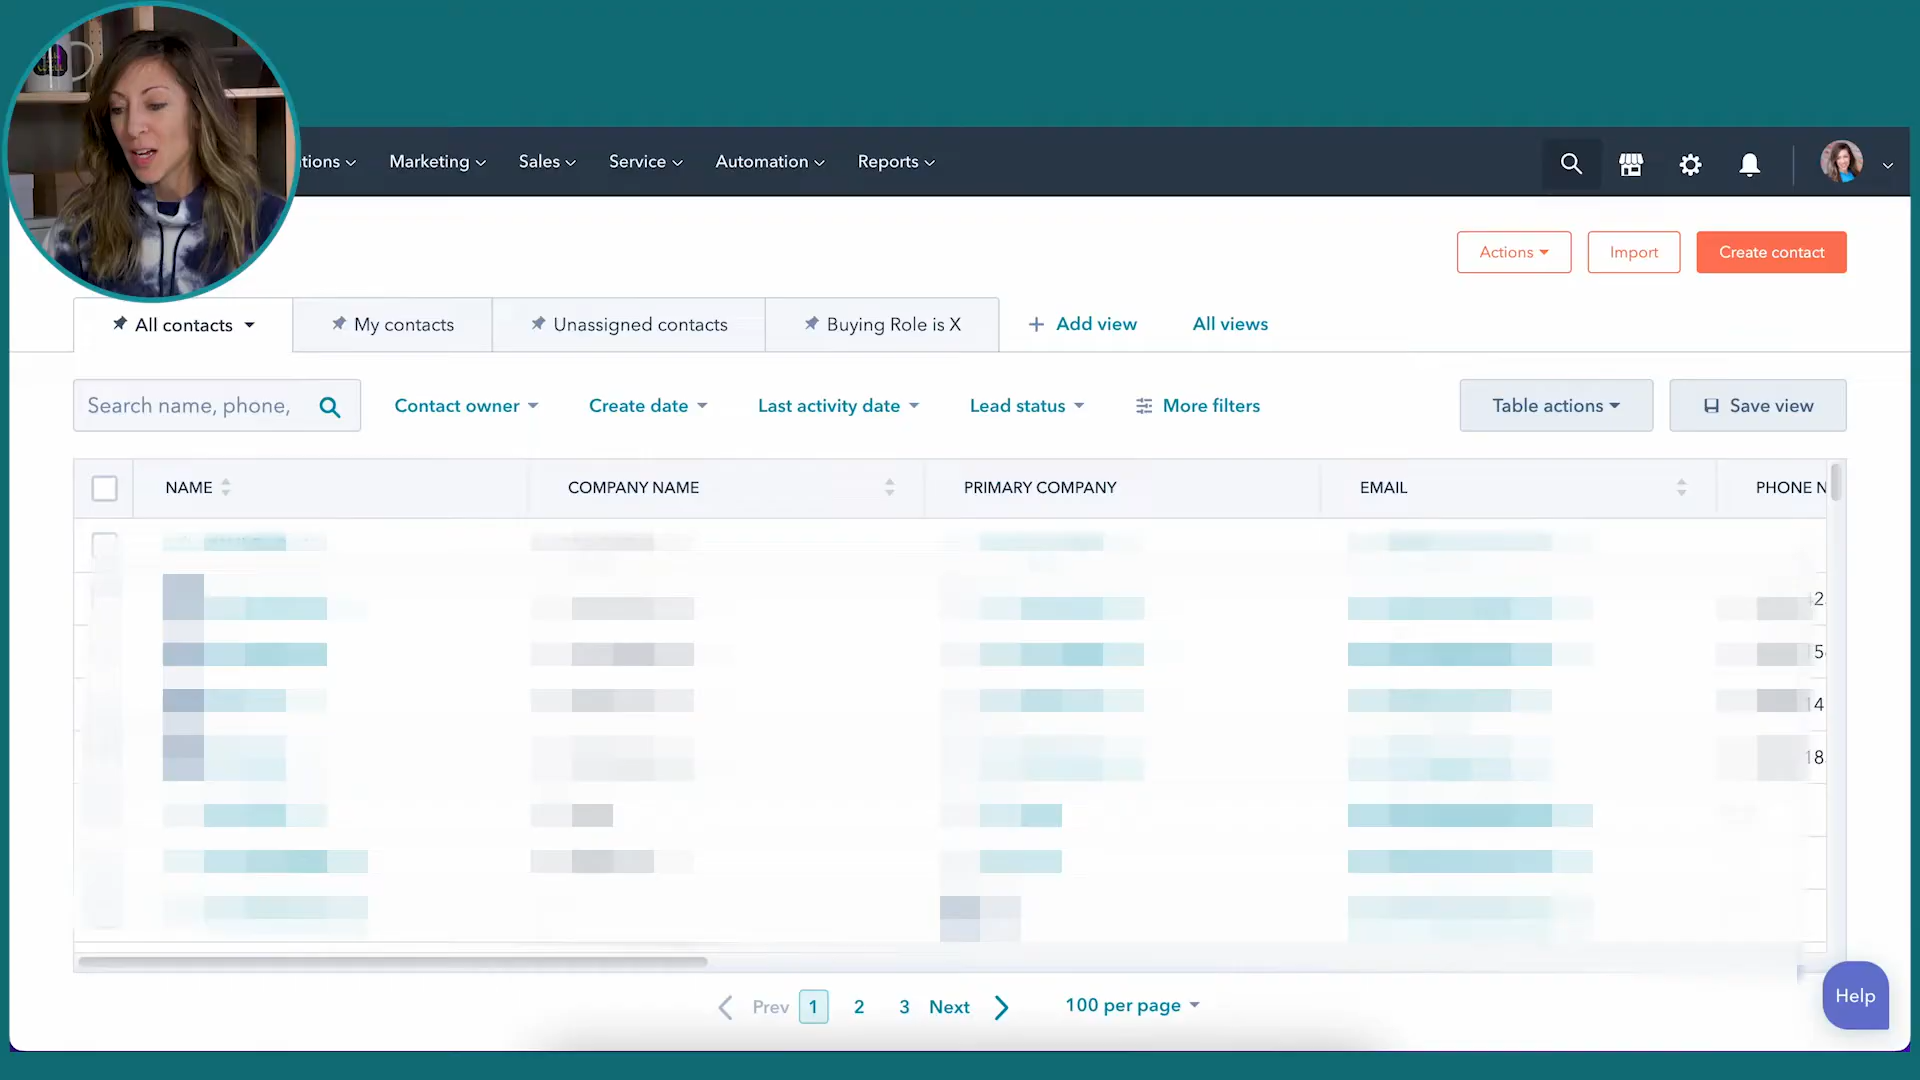 tions Marketing Sales Service Automation Reports
Actions Import Create contact
All contacts My contacts Unassigned contacts Buying Role is X + Add view All views
Search name, phone, Contact owner Create date Last activity date Lead status More filters Table actions Save view
NAME COMPANY NAME PRIMARY COMPANY EMAIL PHONE N
2
15
14
18
Prev 1 2 3 Next 100 per page
Help